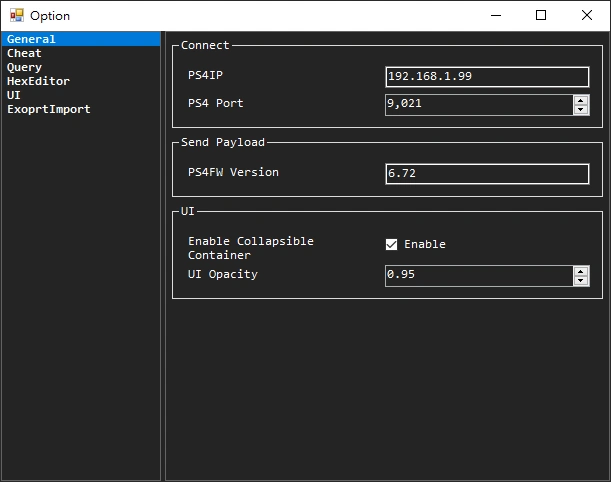 Option
General
Cheat
Query
HexEditor
UI
ExoprtImport
Connect
PS4IP
192.168.1.99
PS4 Port
9,021
Send Payload
PS4FW Version
6.72
UI
Enable Collapsible
Container
Enable
UI Opacity
0.95